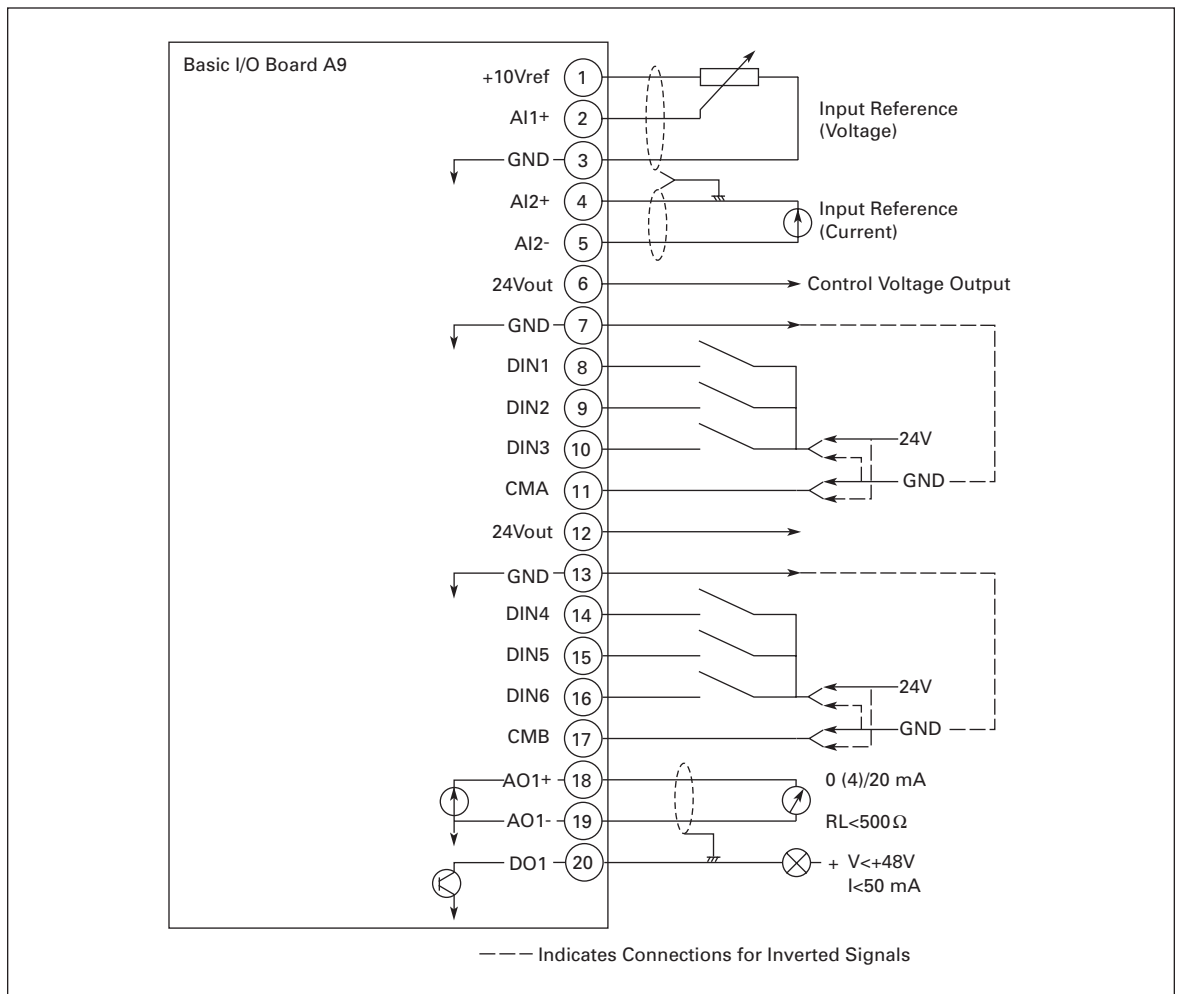 Basic I/O Board A9
+10Vref 1
AI1+ 2
GND 3
Input Reference
(Voltage)
AI2+ 4
AI2- 5
Input Reference
(Current)
24Vout 6 Control Voltage Output
GND 7
DIN1 8
DIN2 9
DIN3 10
24V
CMA 11
GND
24Vout 12
GND 13
DIN4 14
DIN5 15
DIN6 16
24V
CMB 17
GND
AO1+ 18
0 (4)/20 mA
AO1- 19
RL<500Ω
DO1 20
+ V<+48V
I<50 mA
Indicates Connections for Inverted Signals